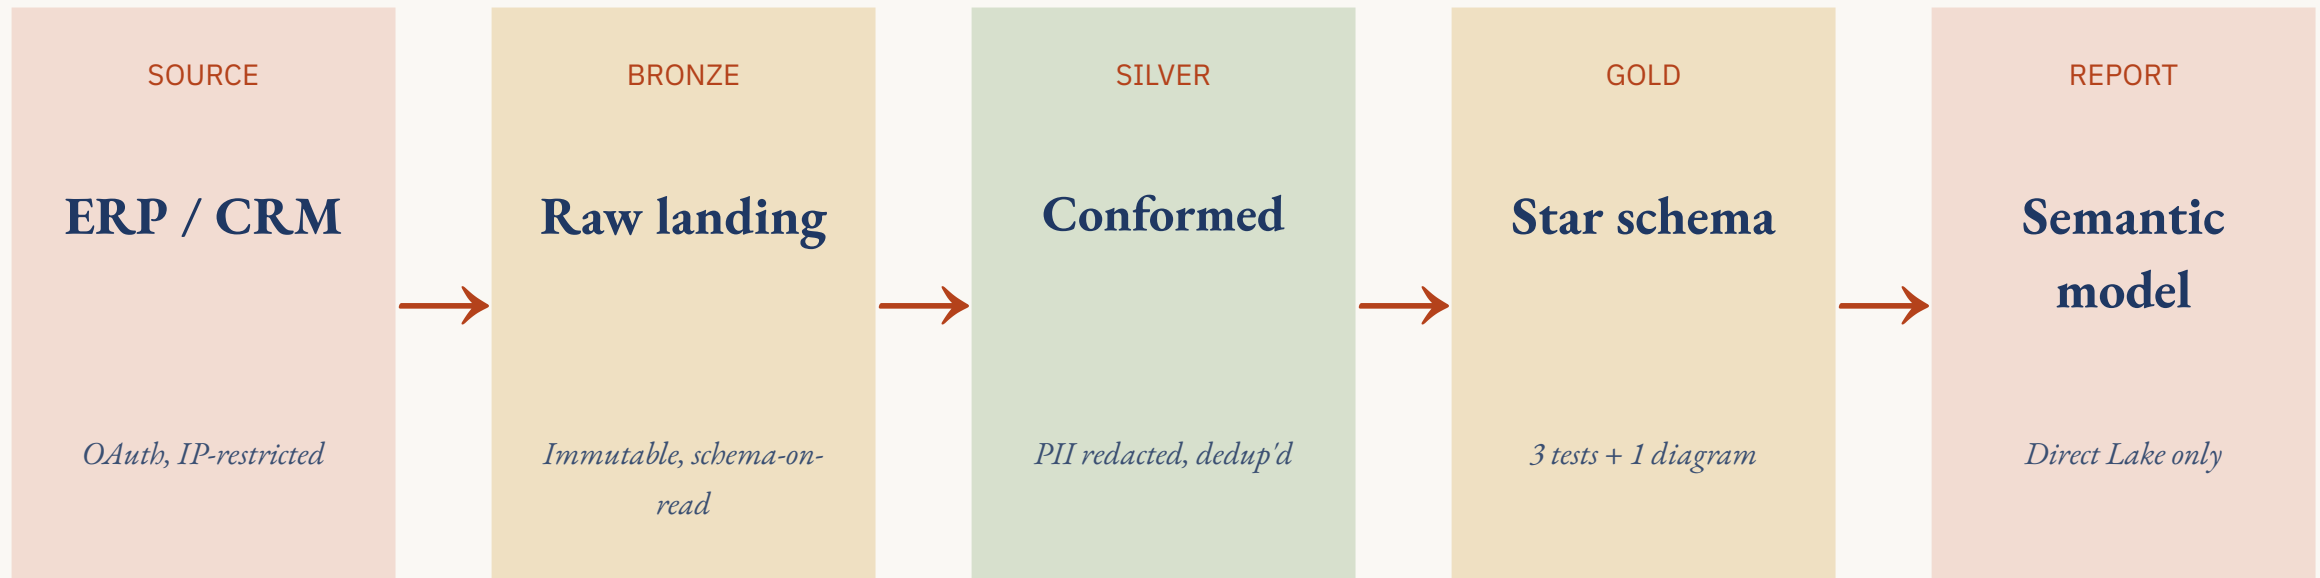 SOURCE
ERP / CRM
OAuth, IP-restricted
BRONZE
Raw landing
Immutable, schema-on-
read
SILVER
Conformed
PII redacted, dedup'd
GOLD
Star schema
3 tests + 1 diagram
REPORT
Semantic
model
Direct Lake only